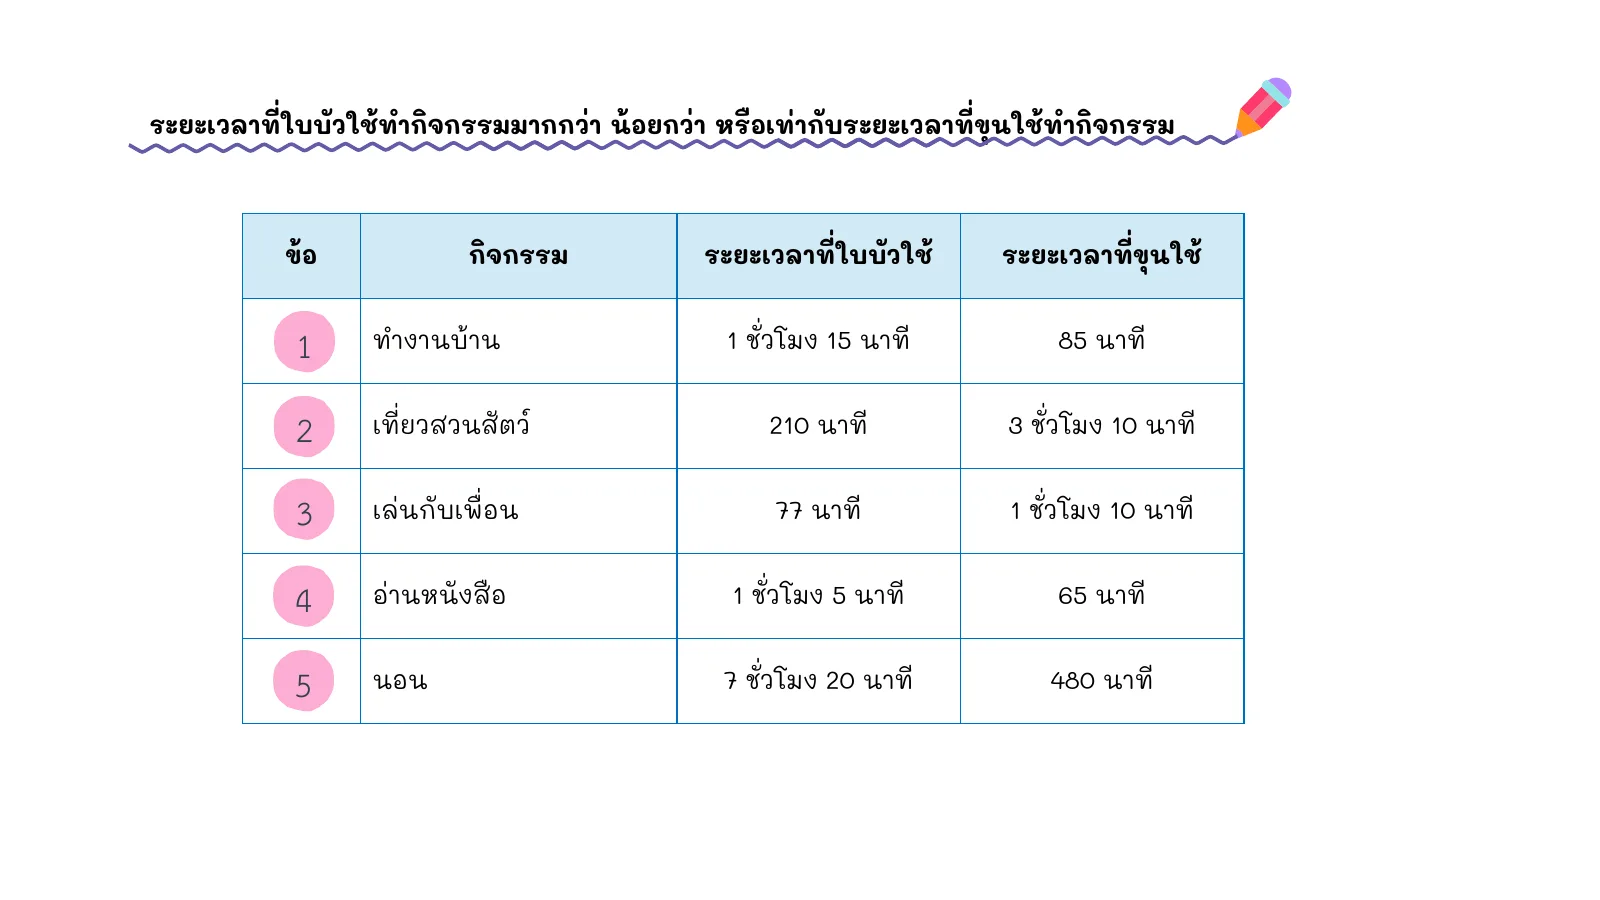 ระยะเวลาที่ใบบัวใช้ทำกิจกรรมมากกว่า น้อยกว่า หรือเท่ากับระยะเวลาที่ขุนใช้ทำกิจกรรม
ข้อ กิจกรรม ระยะเวลาที่ใบบัวใช้ ระยะเวลาที่ขุนใช้
1 ทำงานบ้าน 1 ชั่วโมง 15 นาที 85 นาที
2 เที่ยวสวนสัตว์ 210 นาที 3 ชั่วโมง 10 นาที
3 เล่นกับเพื่อน 77 นาที 1 ชั่วโมง 10 นาที
4 อ่านหนังสือ 1 ชั่วโมง 5 นาที 65 นาที
5 นอน 7 ชั่วโมง 20 นาที 480 นาที